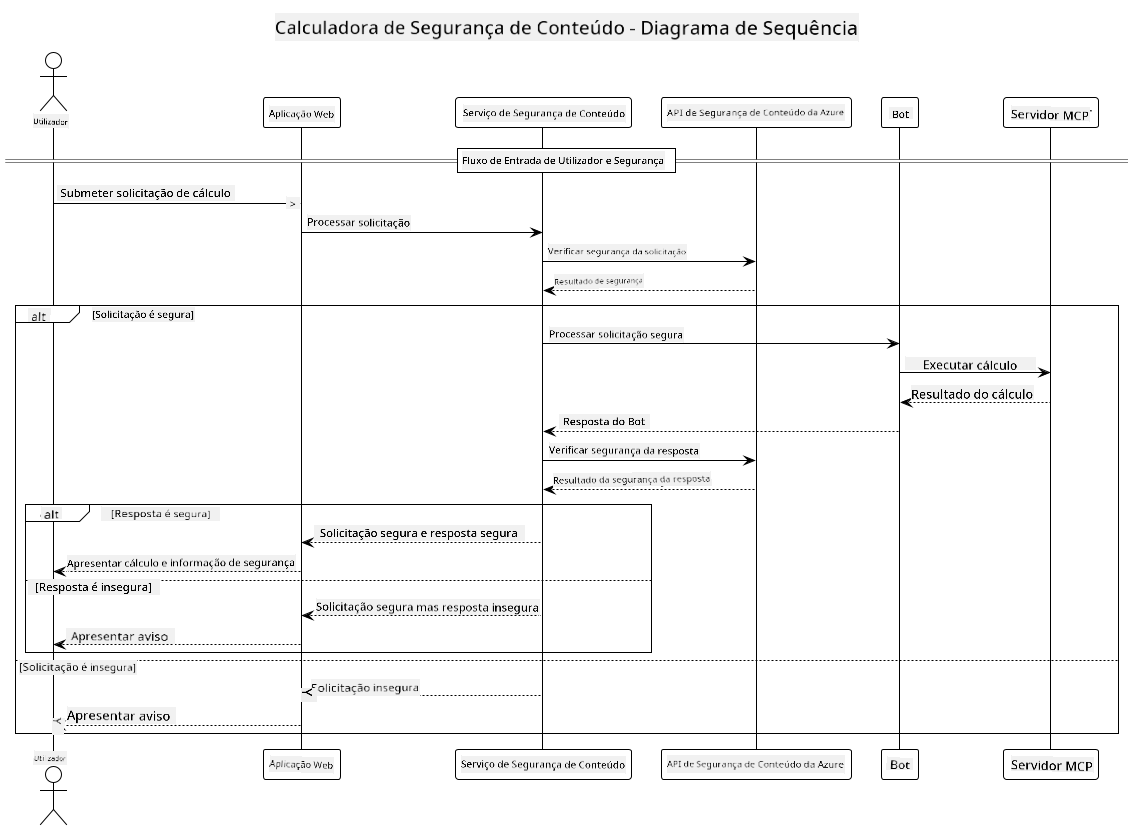 Calculadora de Segurança de Conteúdo - Diagrama de Sequência
Utilizador
Aplicação Web
Serviço de Segurança de Conteúdo
API de Segurança de Conteúdo da Azure
Bot
Servidor MCP
Fluxo de Entrada de Utilizador e Segurança
Submeter solicitação de cálculo
Processar solicitação
Verificar segurança da solicitação
Resultado de segurança
alt
[Solicitação é segura]
Processar solicitação segura
Executar cálculo
Resultado do cálculo
Resposta do Bot
Verificar segurança da resposta
Resultado da segurança da resposta
alt
[Resposta é segura]
Solicitação segura e resposta segura
Apresentar cálculo e informação de segurança
[Resposta é insegura]
Solicitação segura mas resposta insegura
Apresentar aviso
[Solicitação é insegura]
Solicitação insegura
Apresentar aviso
Utilizador
Aplicação Web
Serviço de Segurança de Conteúdo
API de Segurança de Conteúdo da Azure
Bot
Servidor MCP